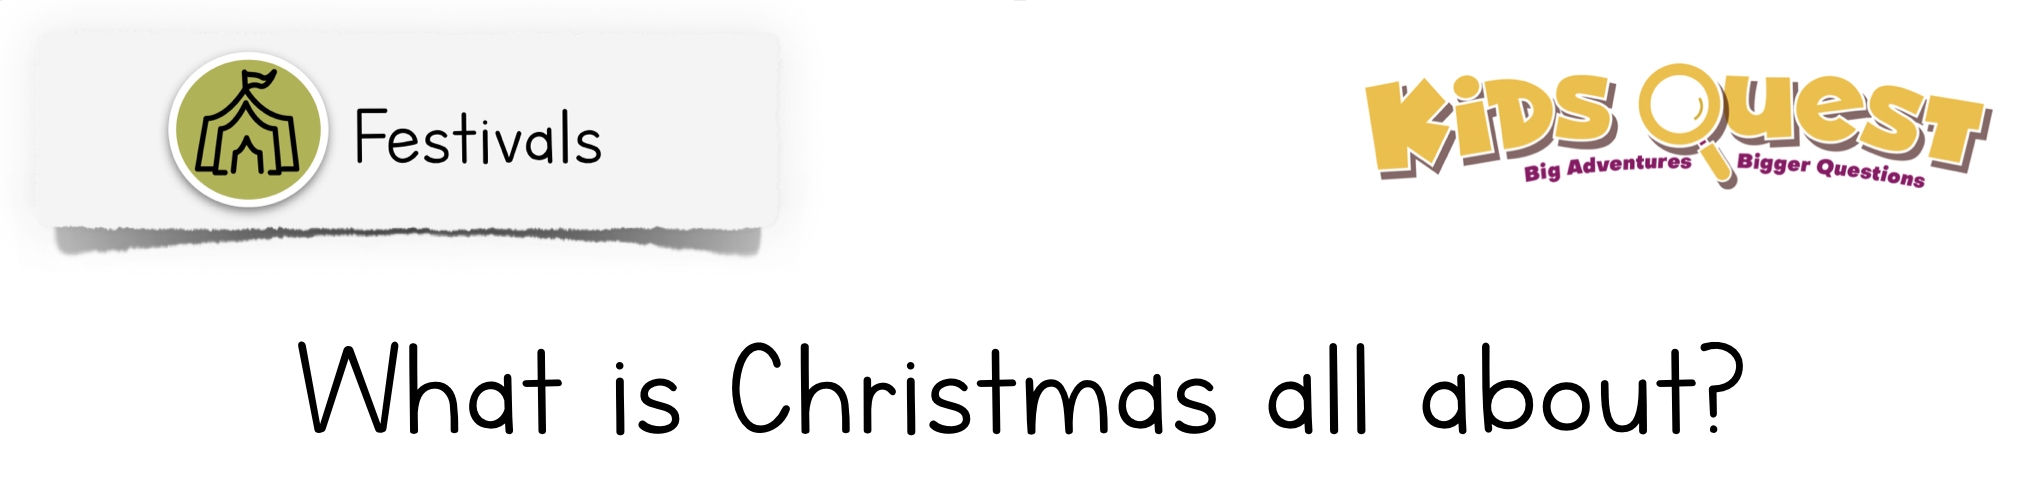 Festivals
KiDS QUEST
Big Adventures Bigger Questions
What is Christmas all about?